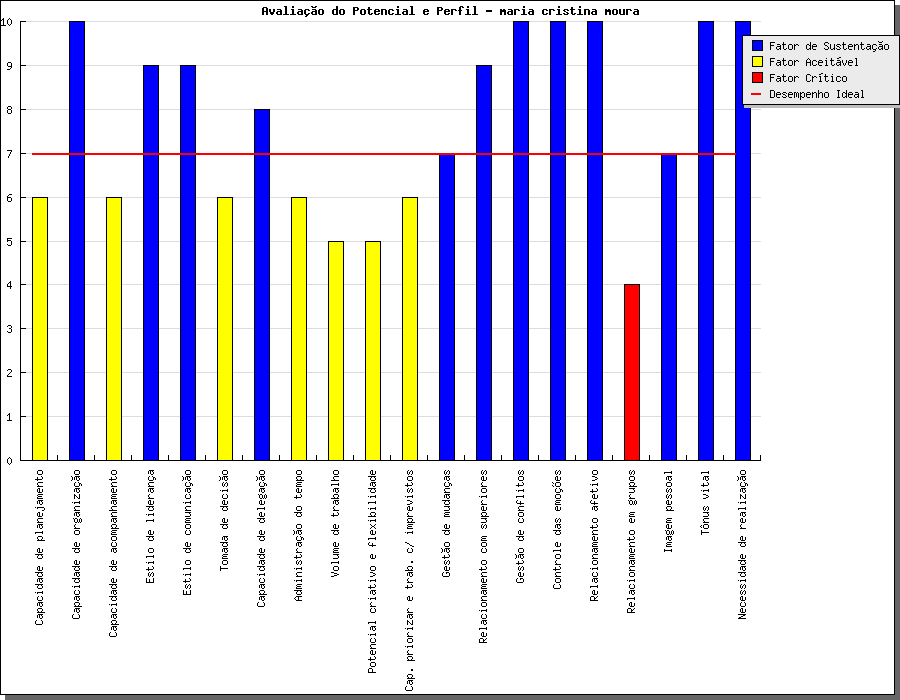 Avaliação do Potencial e Perfil - maria cristina moura
10
9
8
7
6
5
4
3
2
1
0
Fator de Sustentação
Fator Aceitável
Fator Crítico
Desempenho Ideal
Capacidade de planejamento
Capacidade de organização
Capacidade de acompanhamento
Estilo de liderança
Estilo de comunicação
Tomada de decisão
Capacidade de delegação
Administração do tempo
Volume de trabalho
Potencial criativo e flexibilidade
Cap. priorizar e trab. c/ imprevistos
Gestão de mudanças
Relacionamento com superiores
Gestão de conflitos
Controle das emoções
Relacionamento afetivo
Relacionamento em grupos
Imagem pessoal
Tônus vital
Necessidade de realização